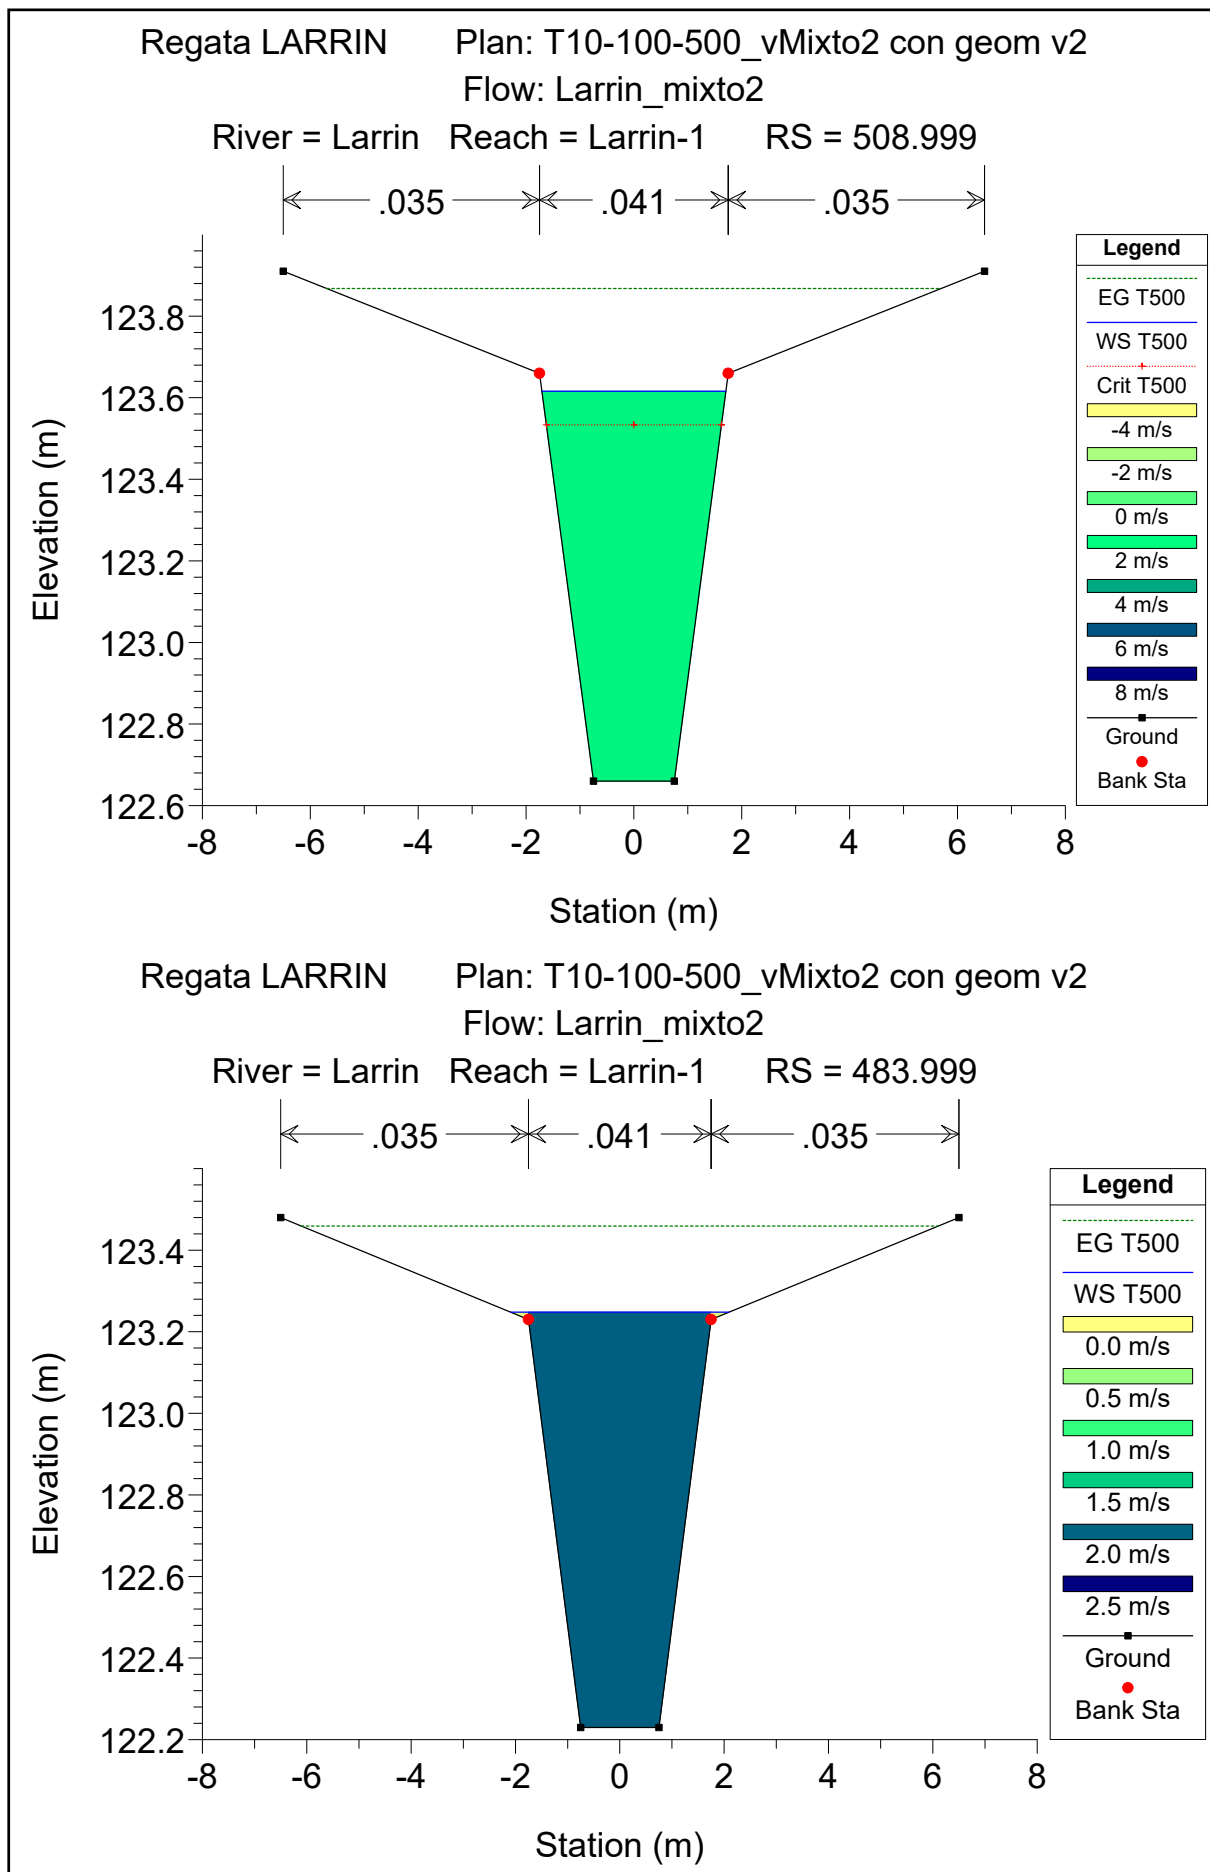 Regata LARRIN Plan: T10-100-500_vMixto2 con geom v2
Flow: Larrin_mixto2
River = Larrin Reach = Larrin-1 RS = 508.999
.035 .041 .035
Legend
EG T500
WS T500
Crit T500
-4 m/s
-2 m/s
0 m/s
2 m/s
4 m/s
6 m/s
8 m/s
Ground
Bank Sta
123.8
123.6
123.4
123.2
123.0
122.8
122.6
Elevation (m)
-8 -6 -4 -2 0 2 4 6 8
Station (m)
Regata LARRIN Plan: T10-100-500_vMixto2 con geom v2
Flow: Larrin_mixto2
River = Larrin Reach = Larrin-1 RS = 483.999
.035 .041 .035
Legend
EG T500
WS T500
0.0 m/s
0.5 m/s
1.0 m/s
1.5 m/s
2.0 m/s
2.5 m/s
Ground
Bank Sta
123.4
123.2
123.0
122.8
122.6
122.4
122.2
Elevation (m)
-8 -6 -4 -2 0 2 4 6 8
Station (m)